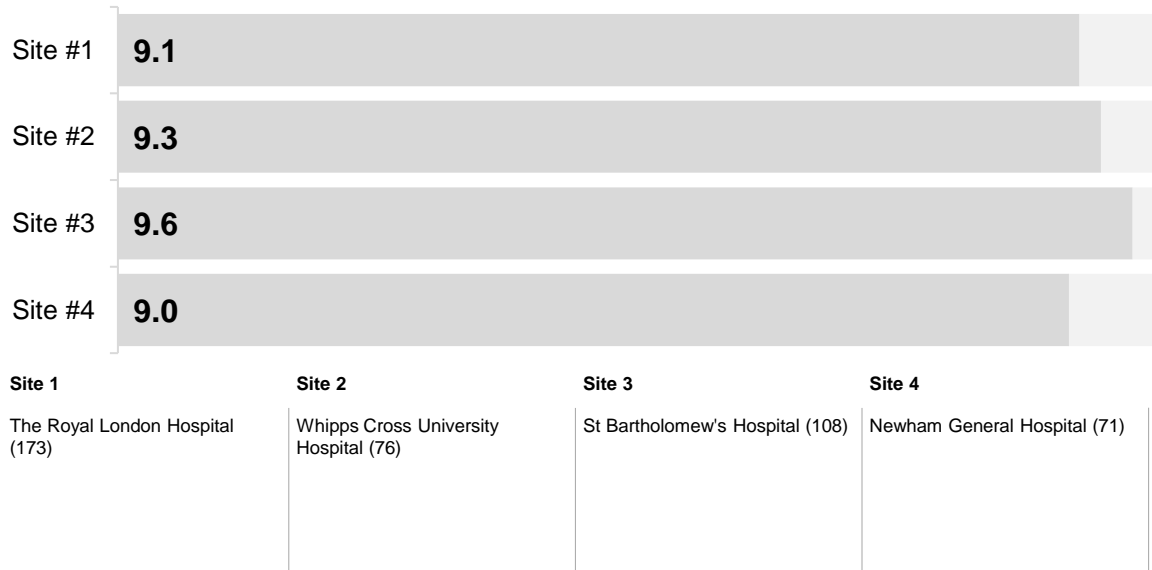 Site #1
9.1
Site #2
9.3
Site #3
9.6
Site #4
9.0
Site 1
Site 2
Site 3
Site 4
The Royal London Hospital
(173)
Whipps Cross University
Hospital (76)
St Bartholomew's Hospital (108)
Newham General Hospital (71)